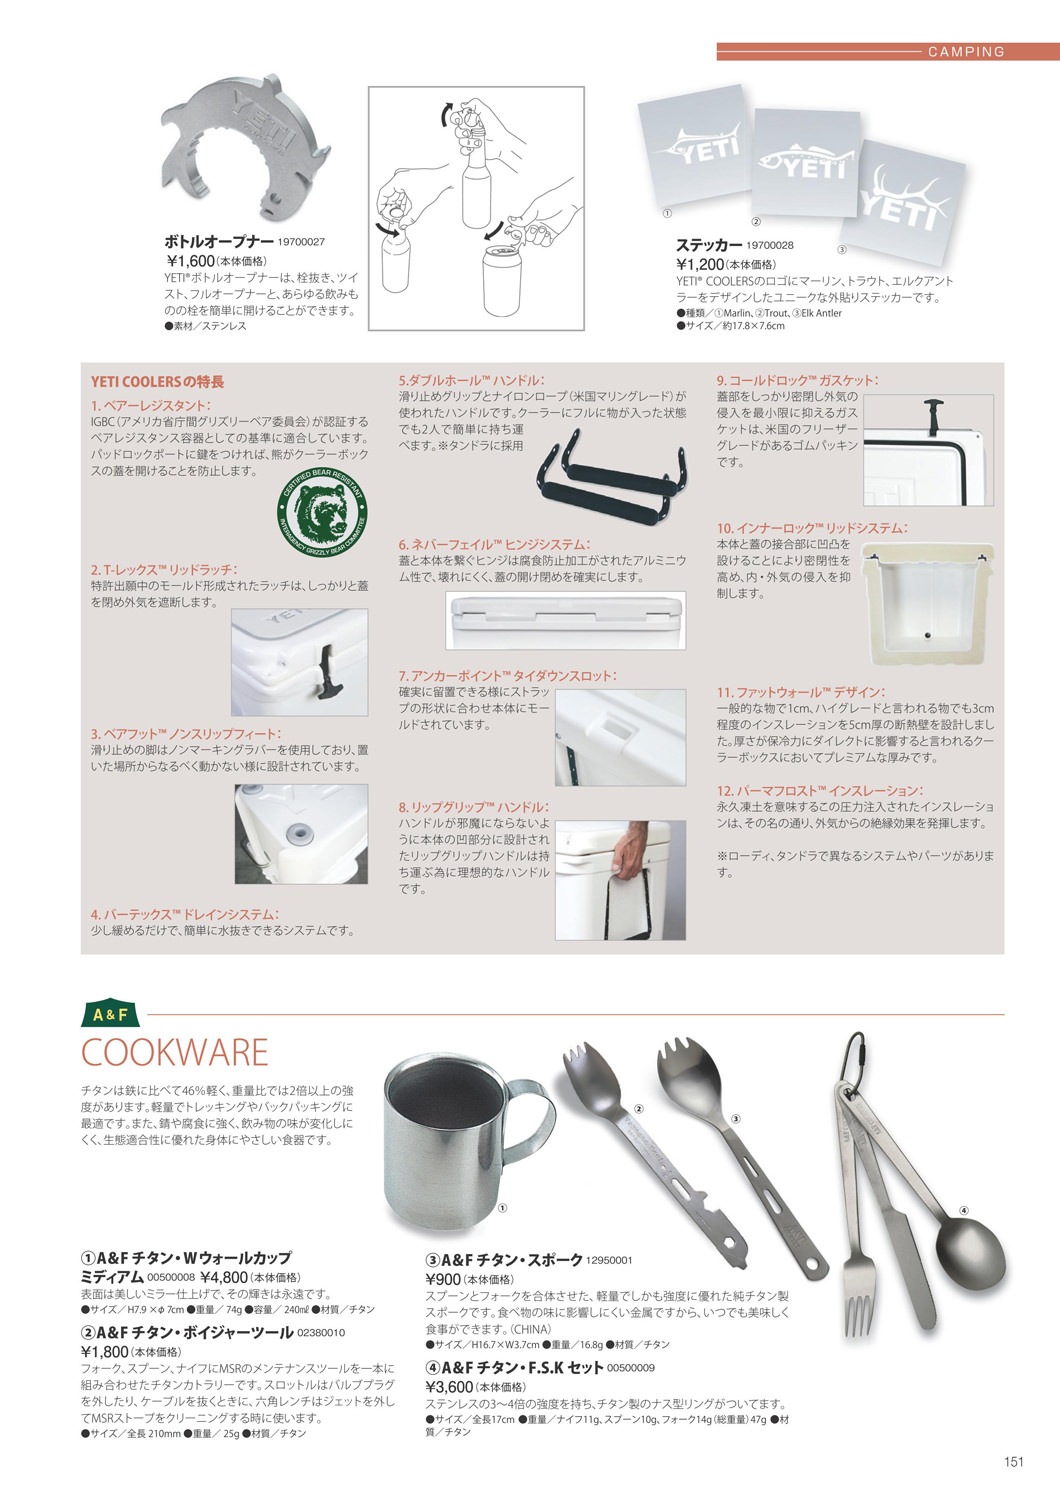 CAMPING
YETI
ボトルオープナー 19700027
¥1,600(本体価格)
YETI®ボトルオープナーは、栓抜き、ツイ
スト、フルオープナーと、あらゆる飲みも
のの栓を簡単に開けることができます。
●素材／ステンレス
YETI
YETI
YETI
①
②
③
ステッカー 19700028
¥1,200(本体価格)
YETI® COOLERSのロゴにマーリン、トラウト、エルクアント
ラーをデザインしたユニークな外貼りステッカーです。
●種類／①Marlin、②Trout、③Elk Antler
●サイズ／約17.8×7.6cm
YETI COOLERSの特長
1. ベアーレジスタント：
IGBC（アメリカ省庁間グリズリーベア委員会）が認証する
ベアレジスタンス容器としての基準に適合しています。
パッドロックポートに鍵をつければ、熊がクーラーボック
スの蓋を開けることを防止します。
CERTIFIED BEAR RESISTANT
INTERAGENCY GRIZZLY BEAR COMMITTEE
2. T-レックス™ リッドラッチ：
特許出願中のモールド形成されたラッチは、しっかりと蓋
を閉め外気を遮断します。
3. ベアフット™ ノンスリップフィート：
滑り止めの脚はノンマーキングラバーを使用しており、置
いた場所からなるべく動かない様に設計されています。
4. バーテックス™ ドレインシステム：
少し緩めるだけで、簡単に水抜きできるシステムです。
5.ダブルホール™ ハンドル：
滑り止めグリップとナイロンロープ（米国マリングレード）が
使われたハンドルです。クーラーにフルに物が入った状態
でも2人で簡単に持ち運
べます。※タンドラに採用
6. ネバーフェイル™ ヒンジシステム：
蓋と本体を繋ぐヒンジは腐食防止加工がされたアルミニウ
ム性で、壊れにくく、蓋の開け閉めを確実にします。
7. アンカーポイント™ タイダウンスロット：
確実に留置できる様にストラッ
プの形状に合わせ本体にモー
ルドされています。
8. リップグリップ™ ハンドル：
ハンドルが邪魔にならないよ
うに本体の凹部分に設計され
たリップグリップハンドルは持
ち運ぶ為に理想的なハンドル
です。
9. コールドロック™ ガスケット：
蓋部をしっかり密閉し外気の
侵入を最小限に抑えるガス
ケットは、米国のフリーザー
グレードがあるゴムパッキン
です。
10. インナーロック™ リッドシステム：
本体と蓋の接合部に凹凸を
設けることにより密閉性を
高め、内・外気の侵入を抑
制します。
11. ファットウォール™ デザイン：
一般的な物で1cm、ハイグレードと言われる物でも3cm
程度のインスレーションを5cm厚の断熱壁を設計しまし
た。厚さが保冷力にダイレクトに影響すると言われるクー
ラーボックスにおいてプレミアムな厚みです。
12. パーマフロスト™ インスレーション：
永久凍土を意味するこの圧力注入されたインスレーショ
ンは、その名の通り、外気からの絶縁効果を発揮します。
※ローディ、タンドラで異なるシステムやパーツがありま
す。
A&F
COOKWARE
チタンは鉄に比べて46%軽く、重量比では2倍以上の強
度があります。軽量でトレッキングやバックパッキングに
最適です。また、錆や腐食に強く、飲み物の味が変化しに
くく、生態適合性に優れた身体にやさしい食器です。
①
②
③
④
①A&F チタン・Wウォールカップ
ミディアム 00500008 ¥4,800(本体価格)
表面は美しいミラー仕上げで、その輝きは永遠です。
●サイズ／H7.9 ×φ 7cm ●重量／ 74g ●容量／ 240㎖ ●材質／チタン
②A&F チタン・ボイジャーツール 02380010
¥1,800(本体価格)
フォーク、スプーン、ナイフにMSRのメンテナンスツールを一本に
組み合わせたチタンカトラリーです。スロットルはバルブプラグ
を外したり、ケーブルを抜くときに、六角レンチはジェットを外し
てMSRストーブをクリーニングする時に使います。
●サイズ／全長 210mm ●重量／ 25g ●材質／チタン
③A&F チタン・スポーク 12950001
¥900(本体価格)
スプーンとフォークを合体させた、軽量でしかも強度に優れた純チタン製
スポークです。食べ物の味に影響しにくい金属ですから、いつでも美味しく
食事ができます。（CHINA）
●サイズ／H16.7×W3.7cm ●重量／16.8g ●材質／チタン
④A&F チタン・F.S.K セット 00500009
¥3,600(本体価格)
ステンレスの3〜4倍の強度を持ち、チタン製のナス型リングがついてます。
●サイズ／全長17cm ●重量／ナイフ11g、スプーン10g、フォーク14g（総重量）47g ●材
質／チタン
151